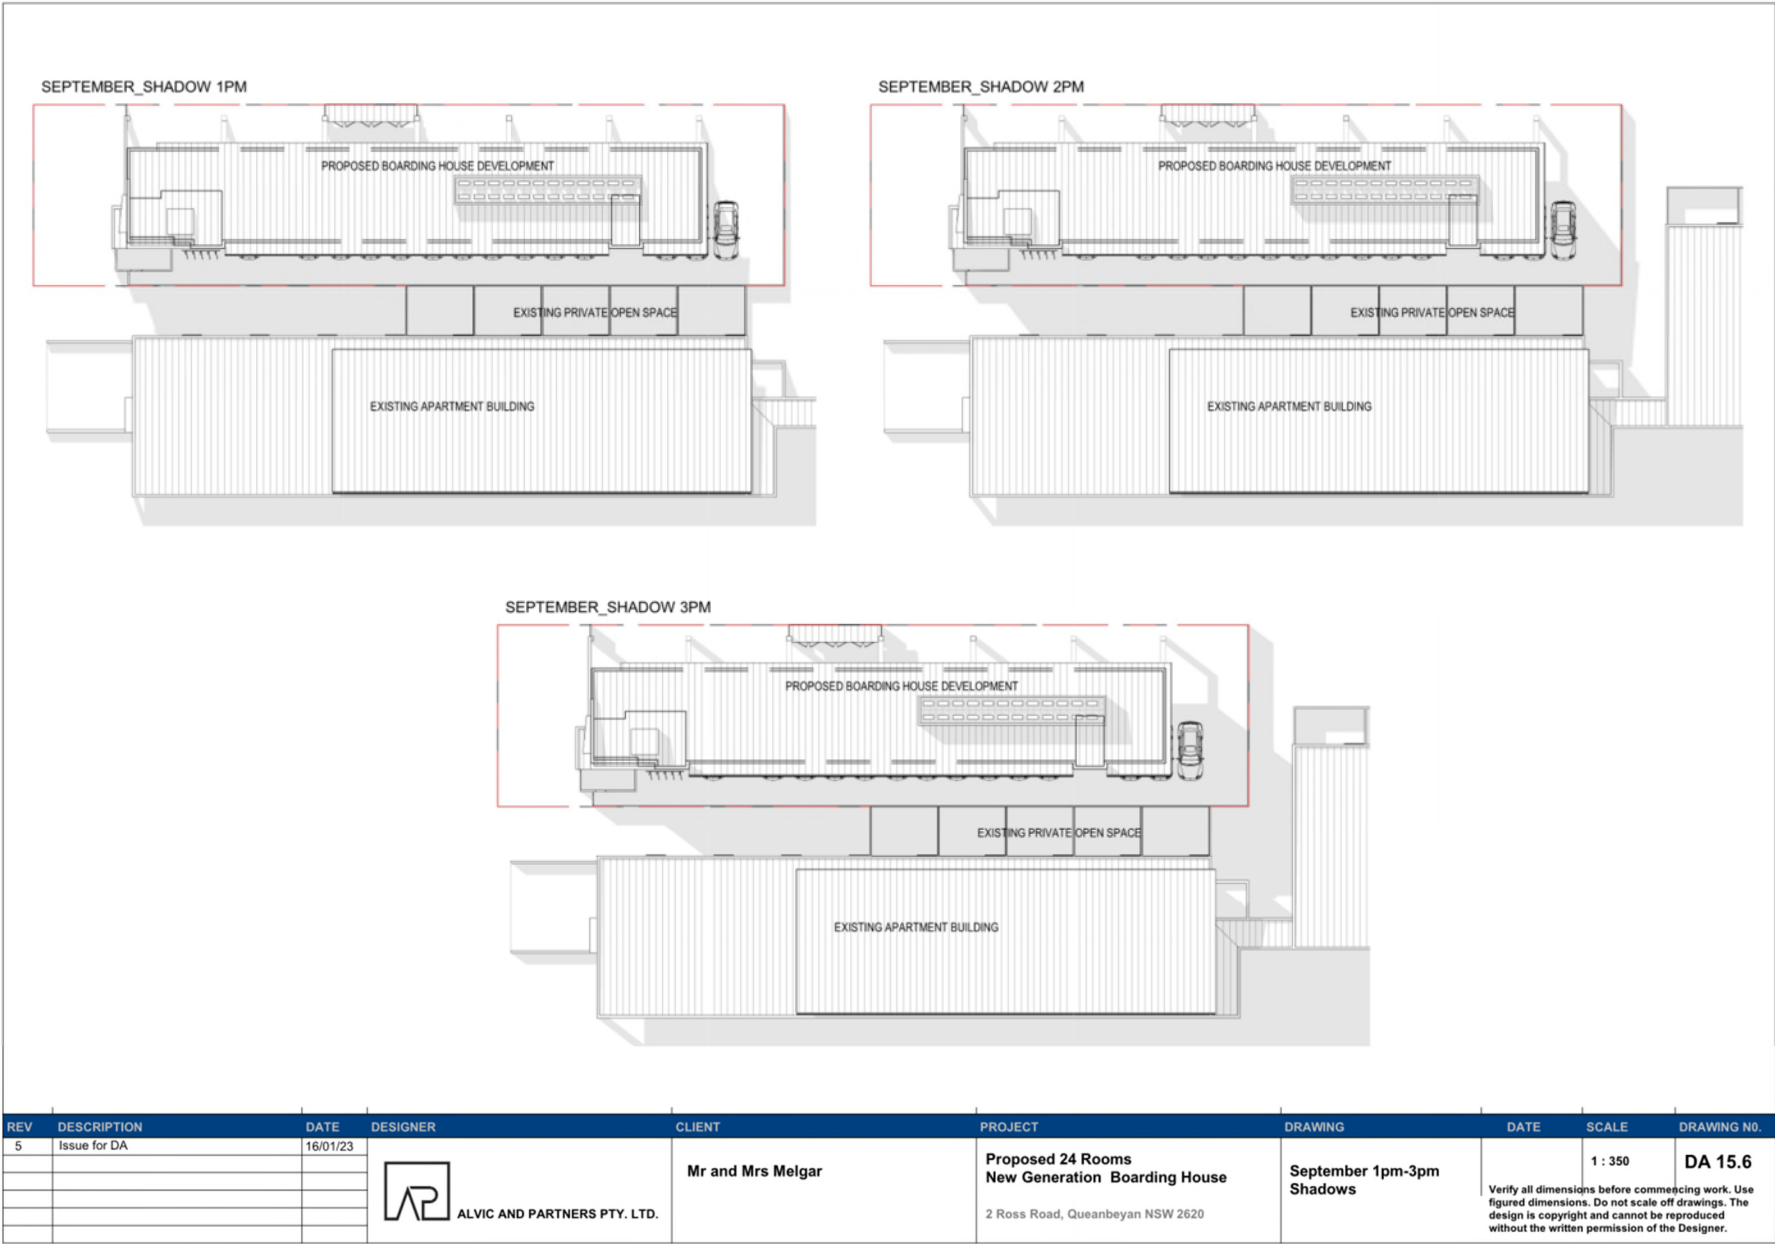 SEPTEMBER_SHADOW 1PM
PROPOSED BOARDING HOUSE DEVELOPMENT
EXISTING PRIVATE OPEN SPACE
EXISTING APARTMENT BUILDING
SEPTEMBER_SHADOW 2PM
PROPOSED BOARDING HOUSE DEVELOPMENT
EXISTING PRIVATE OPEN SPACE
EXISTING APARTMENT BUILDING
SEPTEMBER_SHADOW 3PM
PROPOSED BOARDING HOUSE DEVELOPMENT
EXISTING PRIVATE OPEN SPACE
EXISTING APARTMENT BUILDING
REV DESCRIPTION DATE DESIGNER CLIENT PROJECT DRAWING DATE SCALE DRAWING N0.
5 Issue for DA 16/01/23
AP
ALVIC AND PARTNERS PTY. LTD.
Mr and Mrs Melgar
Proposed 24 Rooms
New Generation Boarding House
2 Ross Road, Queanbeyan NSW 2620
September 1pm-3pm
Shadows
1 : 350
DA 15.6
Verify all dimensions before commencing work. Use
figured dimensions. Do not scale off drawings. The
design is copyright and cannot be reproduced
without the written permission of the Designer.